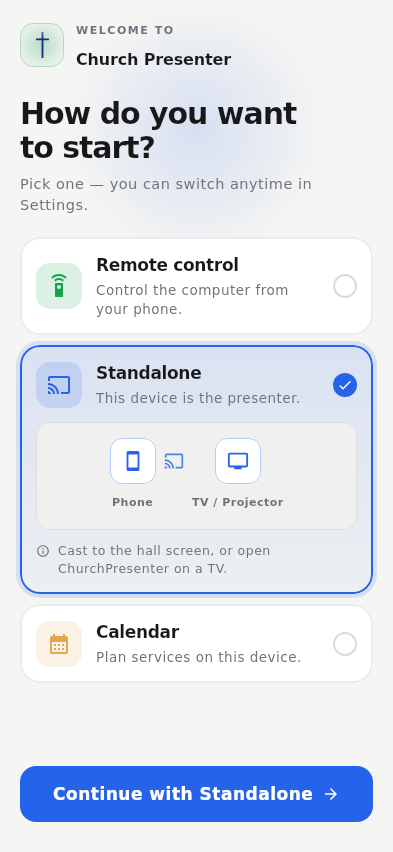 WELCOME TO
Church Presenter
How do you want
to start?
Pick one — you can switch anytime in
Settings.
Remote control
Control the computer from
your phone.
Standalone
This device is the presenter.
Phone
TV / Projector
Cast to the hall screen, or open
ChurchPresenter on a TV.
Calendar
Plan services on this device.
Continue with Standalone